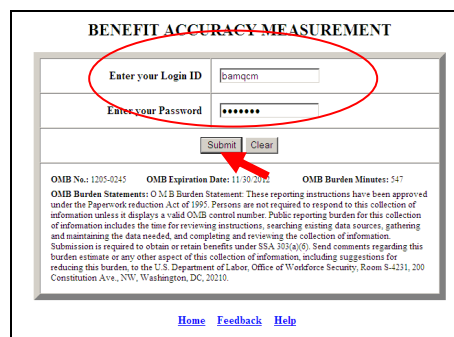 BENEFIT ACCURACY MEASUREMENT
Enter your Login ID bamqcm
Enter your Password •••••••
Submit Clear
OMB No.: 1205-0245 OMB Expiration Date: 11/30/2012 OMB Burden Minutes: 547
OMB Burden Statements: O M B Burden Statement: These reporting instructions have been approved
under the Paperwork reduction Act of 1995. Persons are not required to respond to this collection of
information unless it displays a valid OMB control number. Public reporting burden for this collection
of information includes the time for reviewing instructions, searching existing data sources, gathering
and maintaining the data needed, and completing and reviewing the collection of information.
Submission is required to obtain or retain benefits under SSA 303(a)(6). Send comments regarding this
burden estimate or any other aspect of this collection of information, including suggestions for
reducing this burden, to the U.S. Department of Labor, Office of Workforce Security, Room S-4231, 200
Constitution Ave., NW, Washington, DC, 20210.
Home Feedback Help